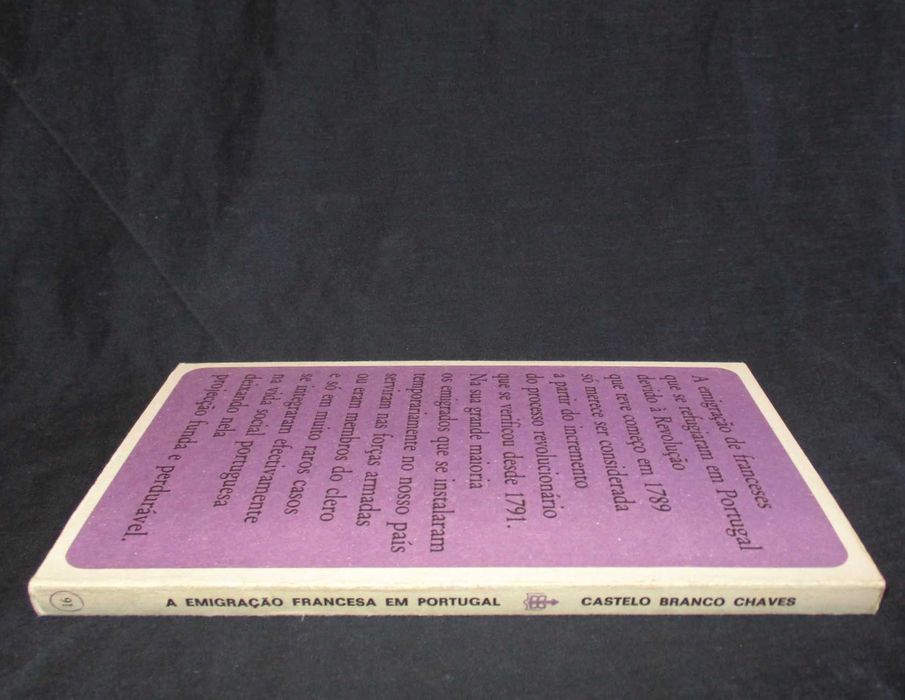 A emigração de franceses
que se refugiaram em Portugal
devido à Revolução
que teve começo em 1789
só merece ser considerada
a partir do incremento
do processo revolucionário
que se verificou desde 1791.
Na sua grande maioria
os emigrados que se instalaram
temporariamente no nosso país
serviram nas forças armadas
ou eram membros do clero
e só em muito raros casos
se integram efectivamente
na vida social portuguesa
deixando nela
projecção funda e perdurável.
A EMIGRAÇÃO FRANCESA EM PORTUGAL CASTELO BRANCO CHAVES